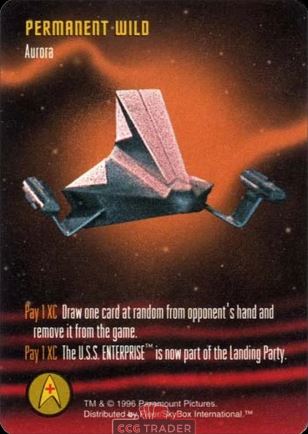 PERMANENT WILD
Aurora
Pay 1 XC Draw one card at random from opponent's hand and
remove it from the game.
Pay 1 XC The U.S.S. ENTERPRISE™ is now part of the Landing Party.
TM & © 1996 Paramount Pictures.
Distributed by SkyBox International.™
CCG TRADER